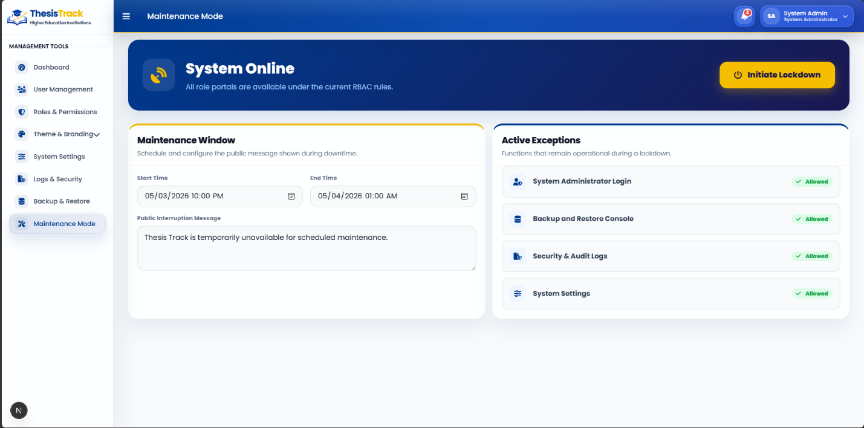 ThesisTrack
Higher Education Institutions
MANAGEMENT TOOLS
Dashboard
User Management
Roles & Permissions
Theme & Branding
System Settings
Logs & Security
Backup & Restore
Maintenance Mode
N
Maintenance Mode
SA
System Admin
System Administrator
System Online
All role portals are available under the current RBAC rules.
Initiate Lockdown
Maintenance Window
Schedule and configure the public message shown during downtime.
Start Time
End Time
05/03/2026 10:00 PM
05/04/2026 01:00 AM
Public Interruption Message
Thesis Track is temporarily unavailable for scheduled maintenance.
Active Exceptions
Functions that remain operational during a lockdown.
System Administrator Login
Allowed
Backup and Restore Console
Allowed
Security & Audit Logs
Allowed
System Settings
Allowed